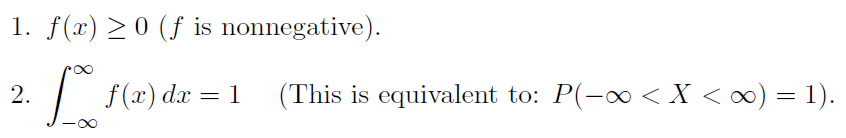 1. f(x) ≥ 0 (f is nonnegative).
2. ∫_{-∞}^{∞} f(x) dx = 1 (This is equivalent to: P(−∞ < X < ∞) = 1).